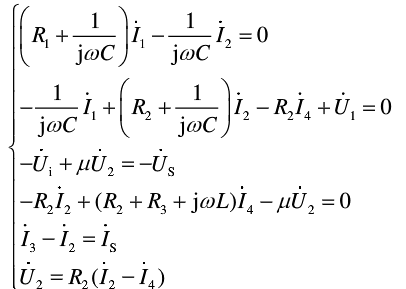 (R₁ + 1/jωC) İ₁ − 1/jωC İ₂ = 0
− 1/jωC İ₁ + (R₂ + 1/jωC) İ₂ − R₂İ₄ + U̇₁ = 0
−U̇ᵢ + μU̇₂ = −U̇S
−R₂İ₂ + (R₂ + R₃ + jωL)İ₄ − μU̇₂ = 0
İ₃ − İ₂ = İS
U̇₂ = R₂(İ₂ − İ₄)